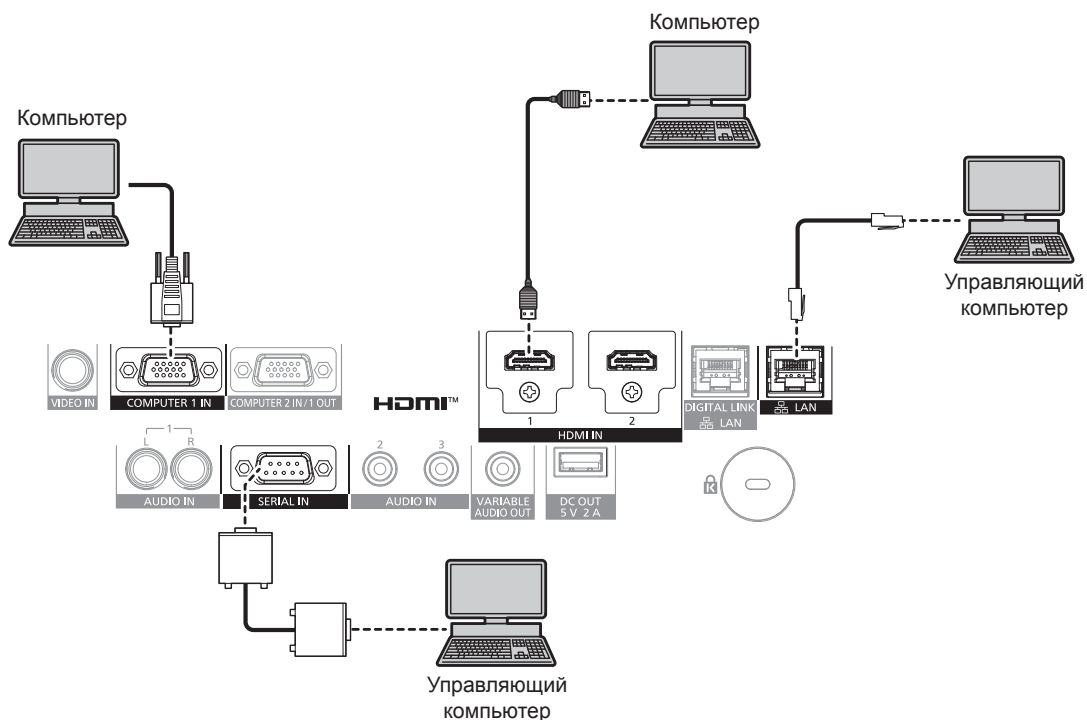 Компьютер
Компьютер
Управляющий
компьютер
VIDEO IN
COMPUTER 1 IN
COMPUTER 2 IN/1 OUT
HDMI™
1
2
HDMI IN
DIGITAL LINK
LAN
LAN
1
L
R
AUDIO IN
SERIAL IN
2
3
AUDIO IN
VARIABLE
AUDIO OUT
DC OUT
5 V 2 A
K
Управляющий
компьютер